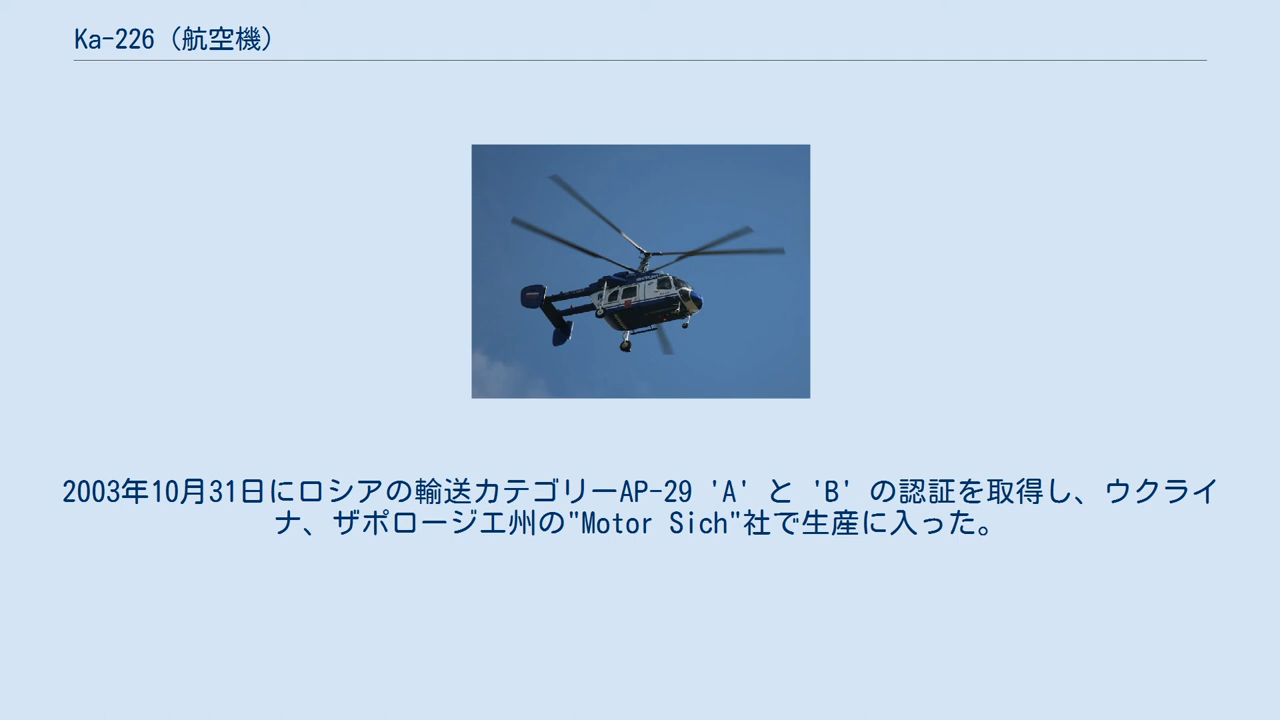 Ka-226（航空機）
2003年10月31日にロシアの輸送カテゴリーAP-29 'A' と 'B' の認証を取得し、ウクライ
ナ、ザポロージエ州の"Motor Sich"社で生産に入った。